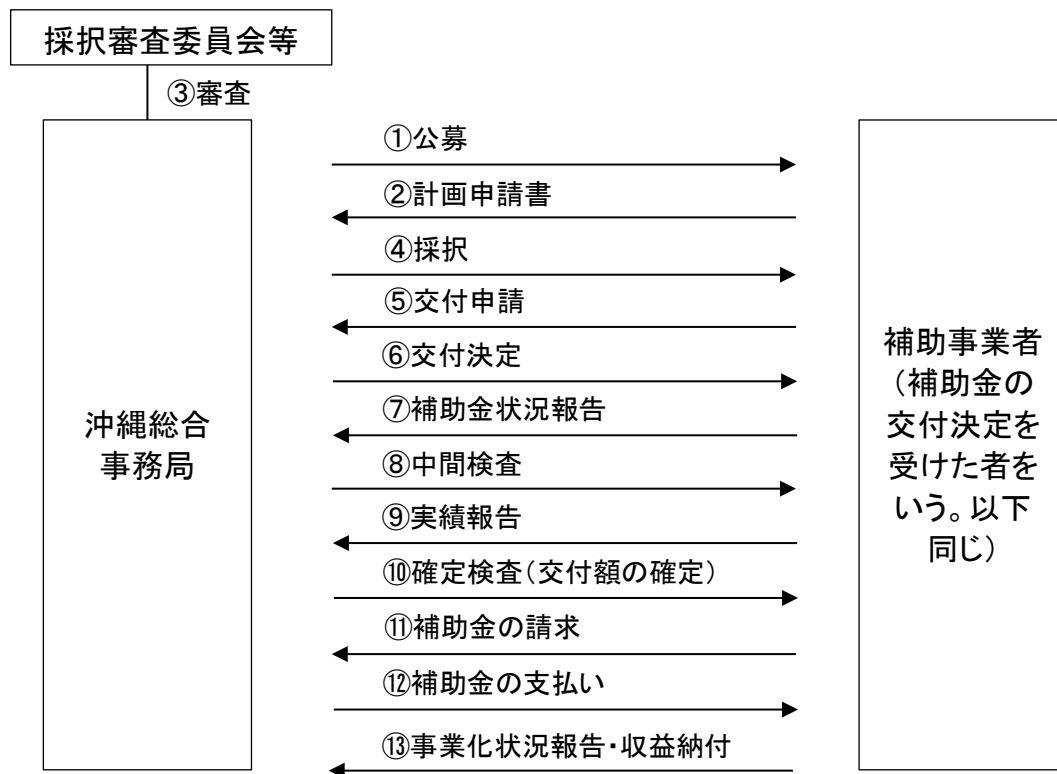 採択審査委員会等
③審査
①公募
②計画申請書
④採択
⑤交付申請
⑥交付決定
⑦補助金状況報告
⑧中間検査
⑨実績報告
⑩確定検査（交付額の確定）
⑪補助金の請求
⑫補助金の支払い
⑬事業化状況報告・収益納付
沖縄総合
事務局
補助事業者
（補助金の
交付決定を
受けた者を
いう。以下
同じ）